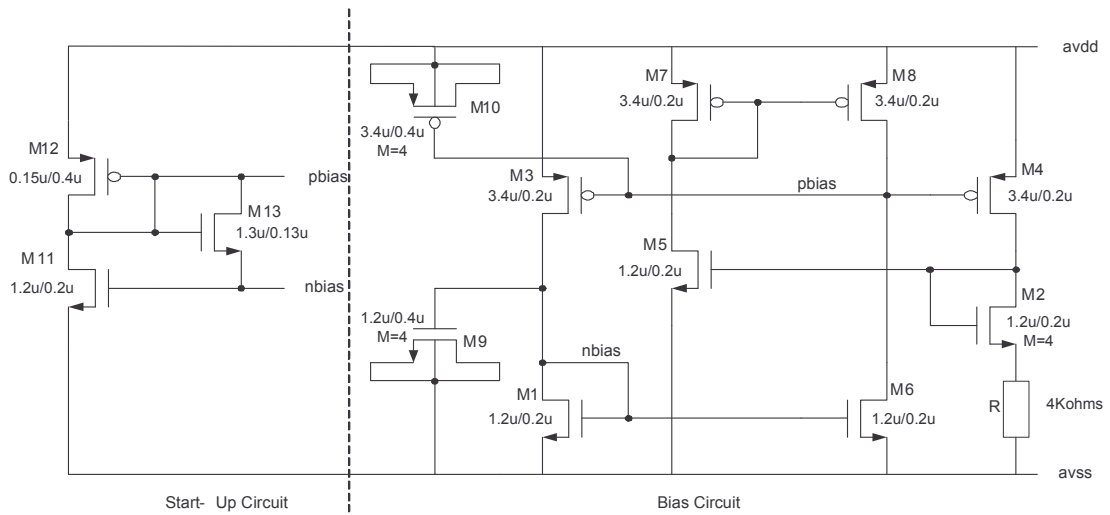 avdd
M7
M8
3.4u/0.2u
3.4u/0.2u
M10
3.4u/0.4u
M=4
M12
0.15u/0.4u
pbias
M3
3.4u/0.2u
pbias
M4
3.4u/0.2u
M13
1.3u/0.13u
M11
1.2u/0.2u
nbias
M5
1.2u/0.2u
M2
1.2u/0.2u
M=4
1.2u/0.4u
M=4
M9
nbias
M1
1.2u/0.2u
M6
1.2u/0.2u
R
4Kohms
avss
Start- Up Circuit
Bias Circuit